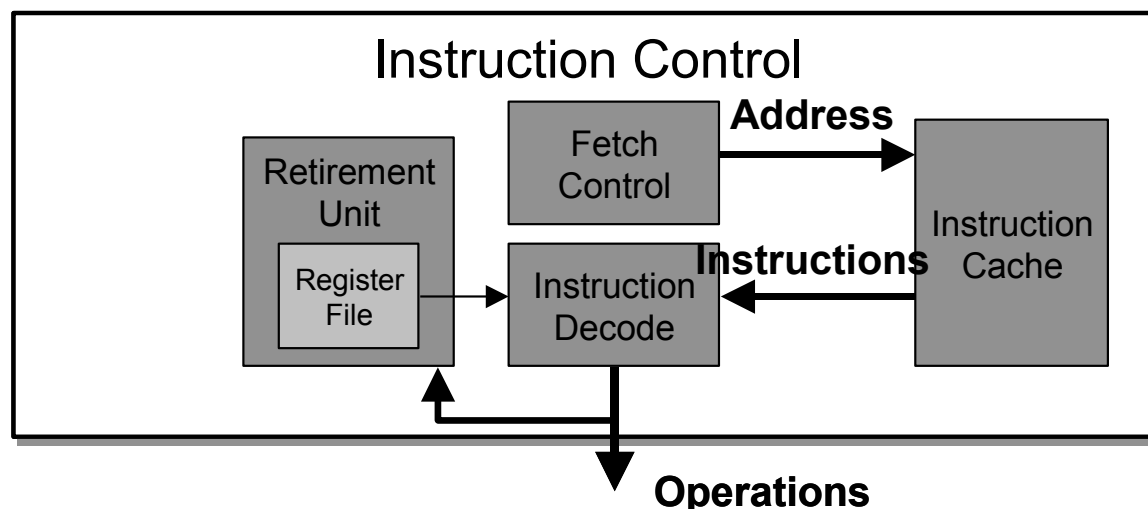 Instruction Control
Address
Fetch
Control
Retirement
Unit
Instruction
Cache
Instructions
Register
File
Instruction
Decode
Operations